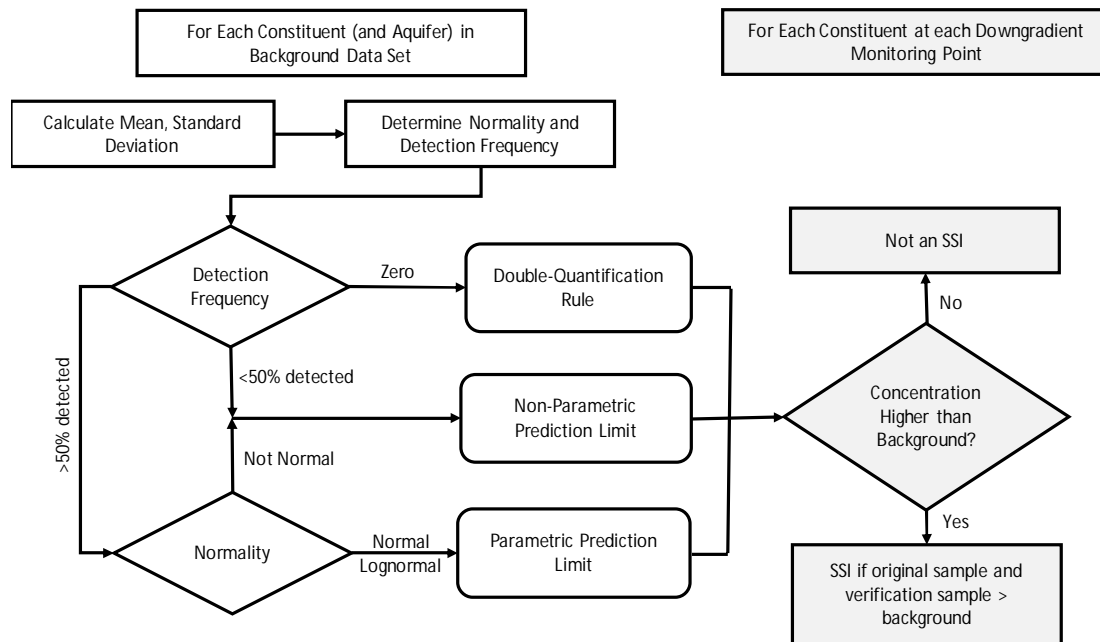 For Each Constituent (and Aquifer) in
Background Data Set
For Each Constituent at each Downgradient
Monitoring Point
Calculate Mean, Standard
Deviation
Determine Normality and
Detection Frequency
Detection
Frequency
Zero
Double-Quantification
Rule
Not an SSI
No
>50% detected
<50% detected
Non-Parametric
Prediction Limit
Concentration
Higher than
Background?
Not Normal
Yes
Normality
Normal
Lognormal
Parametric Prediction
Limit
SSI if original sample and
verification sample >
background